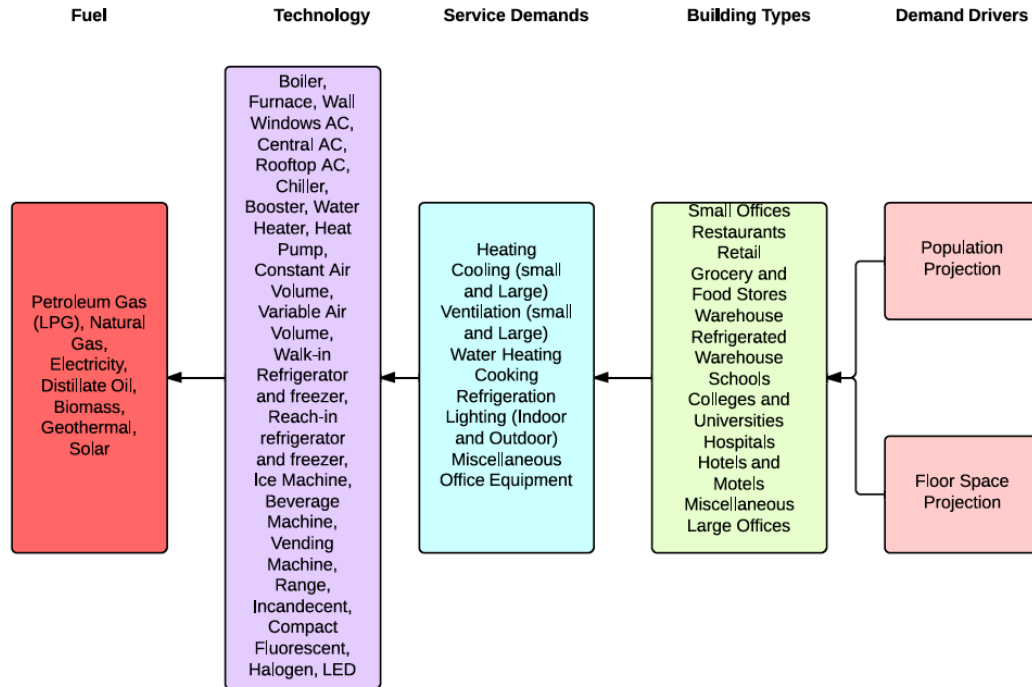 Fuel
Technology
Service Demands
Building Types
Demand Drivers
Petroleum Gas
(LPG), Natural
Gas,
Electricity,
Distillate Oil,
Biomass,
Geothermal,
Solar
Boiler,
Furnace, Wall
Windows AC,
Central AC,
Rooftop AC,
Chiller,
Booster, Water
Heater, Heat
Pump,
Constant Air
Volume,
Variable Air
Volume,
Walk-in
Refrigerator
and freezer,
Reach-in
refrigerator
and freezer,
Ice Machine,
Beverage
Machine,
Vending
Machine,
Range,
Incandecent,
Compact
Fluorescent,
Halogen, LED
Heating
Cooling (small
and Large)
Ventilation (small
and Large)
Water Heating
Cooking
Refrigeration
Lighting (Indoor
and Outdoor)
Miscellaneous
Office Equipment
Small Offices
Restaurants
Retail
Grocery and
Food Stores
Warehouse
Refrigerated
Warehouse
Schools
Colleges and
Universities
Hospitals
Hotels and
Motels
Miscellaneous
Large Offices
Population
Projection
Floor Space
Projection